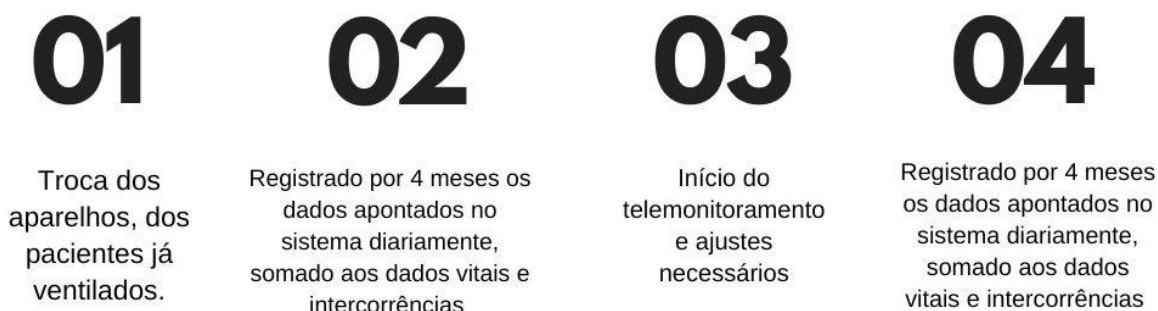 01
Troca dos
aparelhos, dos
pacientes já
ventilados.
02
Registrado por 4 meses os
dados apontados no
sistema diariamente,
somado aos dados vitais e
intercorrências
03
Início do
telemonitoramento
e ajustes
necessários
04
Registrado por 4 meses
os dados apontados no
sistema diariamente,
somado aos dados
vitais e intercorrências